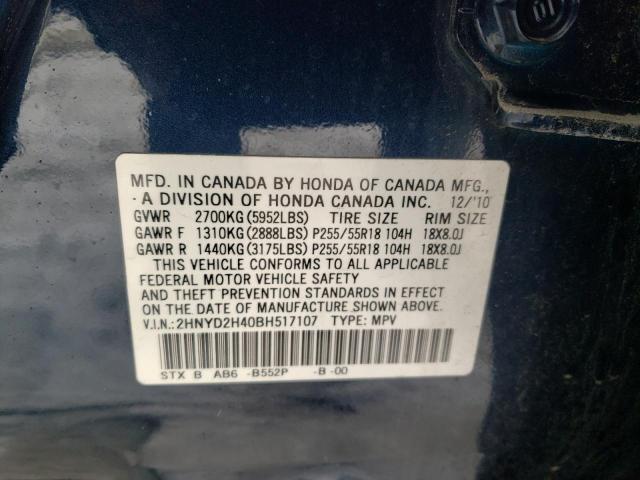 MFD. IN CANADA BY HONDA OF CANADA MFG.,
A DIVISION OF HONDA CANADA INC. 12/'10
GVWR 2700KG(5952LBS) TIRE SIZE RIM SIZE
GAWR F 1310KG(2888LBS) P255/55R18 104H 18X8.0J
GAWR R 1440KG(3175LBS) P255/55R18 104H 18X8.0J
THIS VEHICLE CONFORMS TO ALL APPLICABLE
FEDERAL MOTOR VEHICLE SAFETY
AND THEFT PREVENTION STANDARDS IN EFFECT
ON THE DATE OF MANUFACTURE SHOWN ABOVE.
V.I.N.: 2HNYD2H40BH517107 TYPE: MPV
STX B AB6 -B552P -B-00